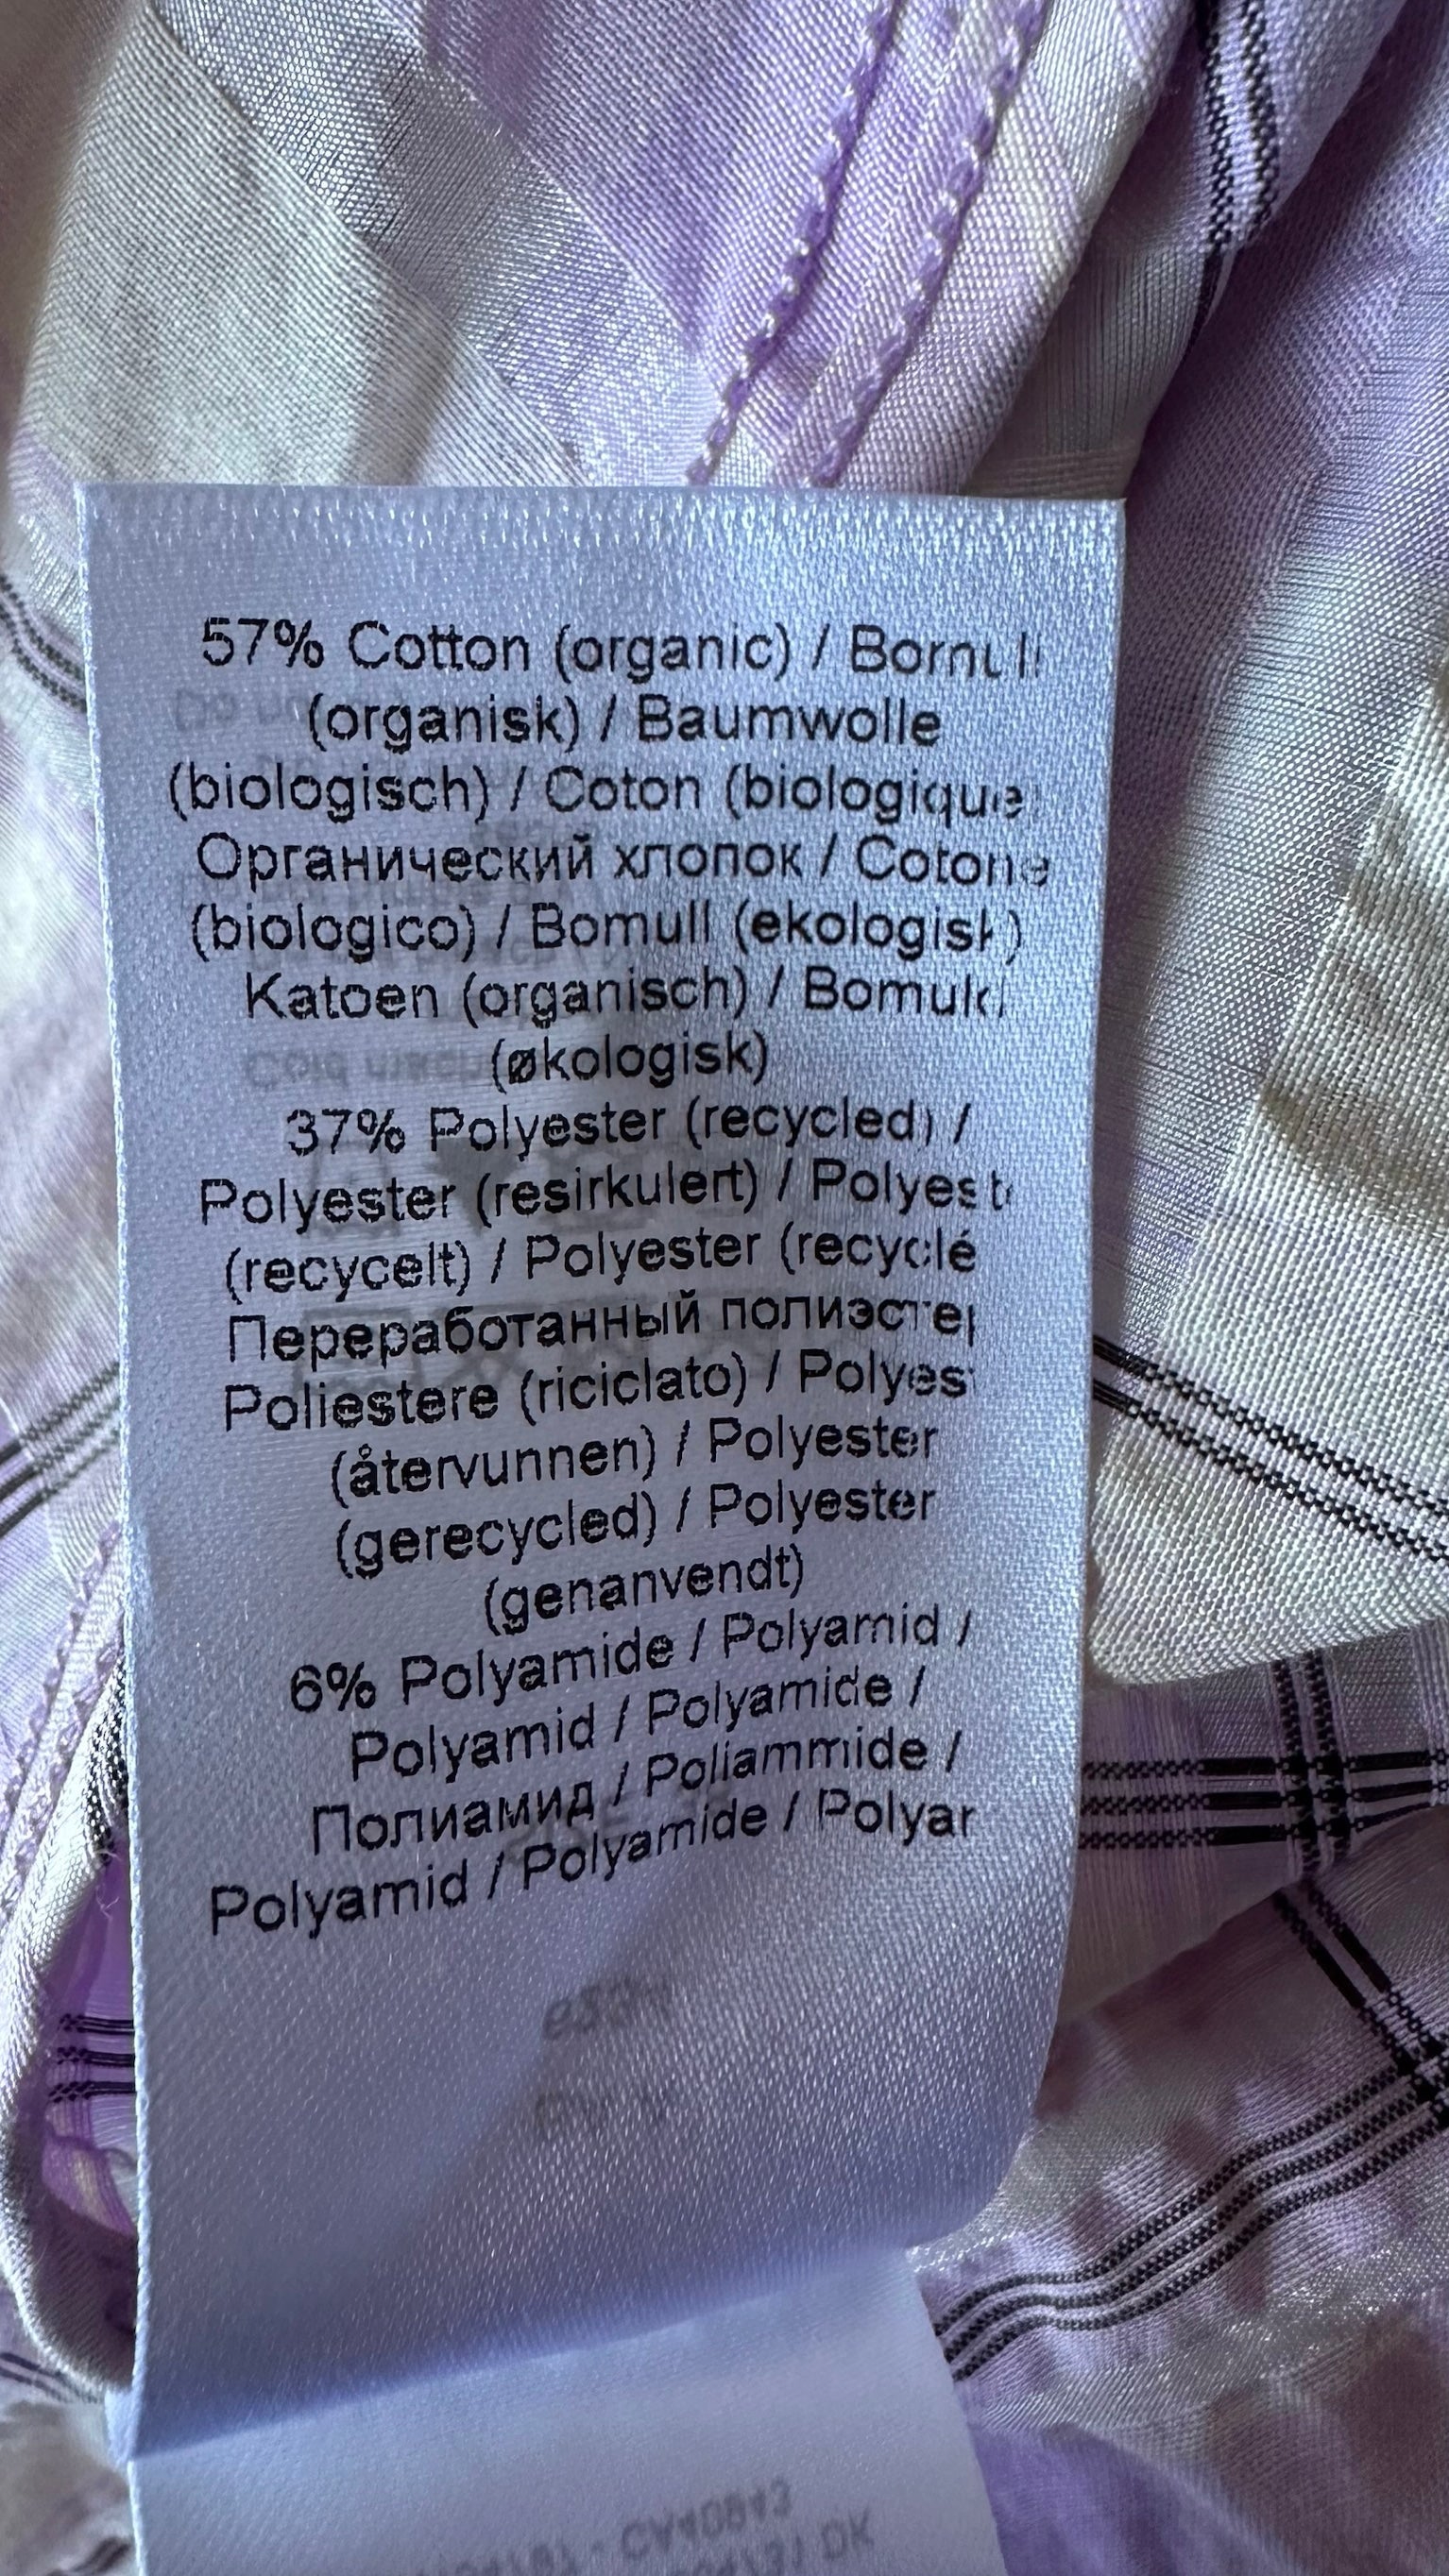 57% Cotton (organic) / Bomull
(organisk) / Baumwolle
(biologisch) / Coton (biologique)
Органический хлопок / Cotone
(biologico) / Bomull (ekologisk)
Katoen (organisch) / Bomuld
(økologisk)
37% Polyester (recycled) /
Polyester (resirkulert) / Polyeste
(recycelt) / Polyester (recyclé
Переработанный полиэстер
Poliestere (riciclato) / Polyest
(återvunnen) / Polyester
(gerecycled) / Polyester
(genanvendt)
6% Polyamide / Polyamid /
Polyamid / Polyamide /
Полиамид / Poliammide /
Polyamid / Polyamide / Polyar